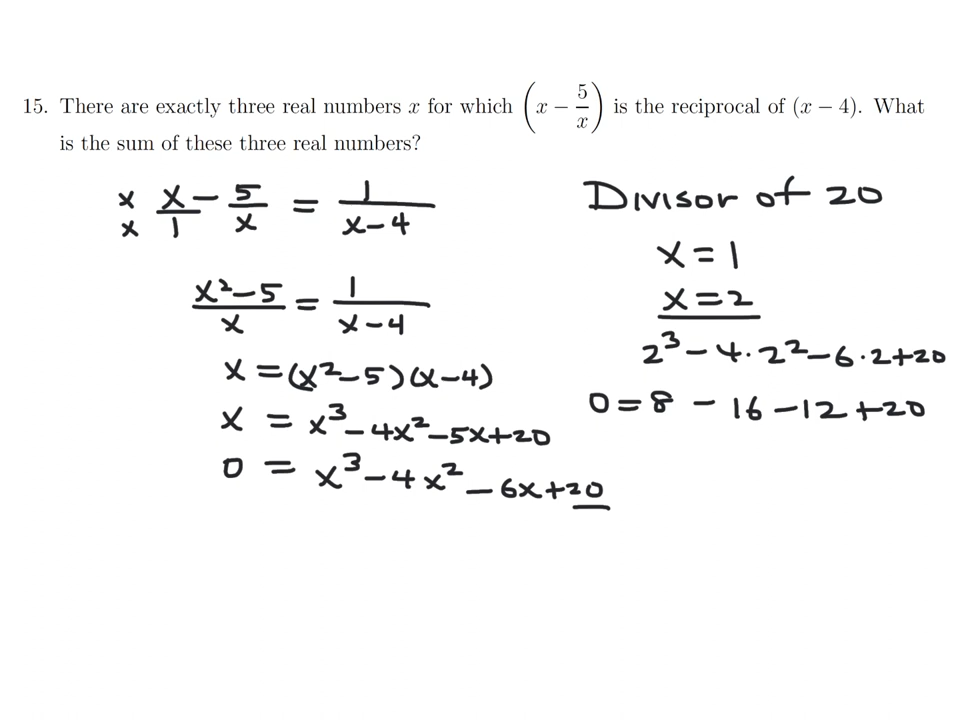 15. There are exactly three real numbers x for which (x − 5/x) is the reciprocal of (x − 4). What
is the sum of these three real numbers?
x/x x/1 − 5/x = 1/(x−4)
(x²−5)/x = 1/(x−4)
x = (x²−5)(x−4)
x = x³−4x²−5x+20
0 = x³−4x²−6x+20
Divisor of 20
x = 1
x = 2
2³−4·2²−6·2+20
0 = 8 − 16 − 12 + 20